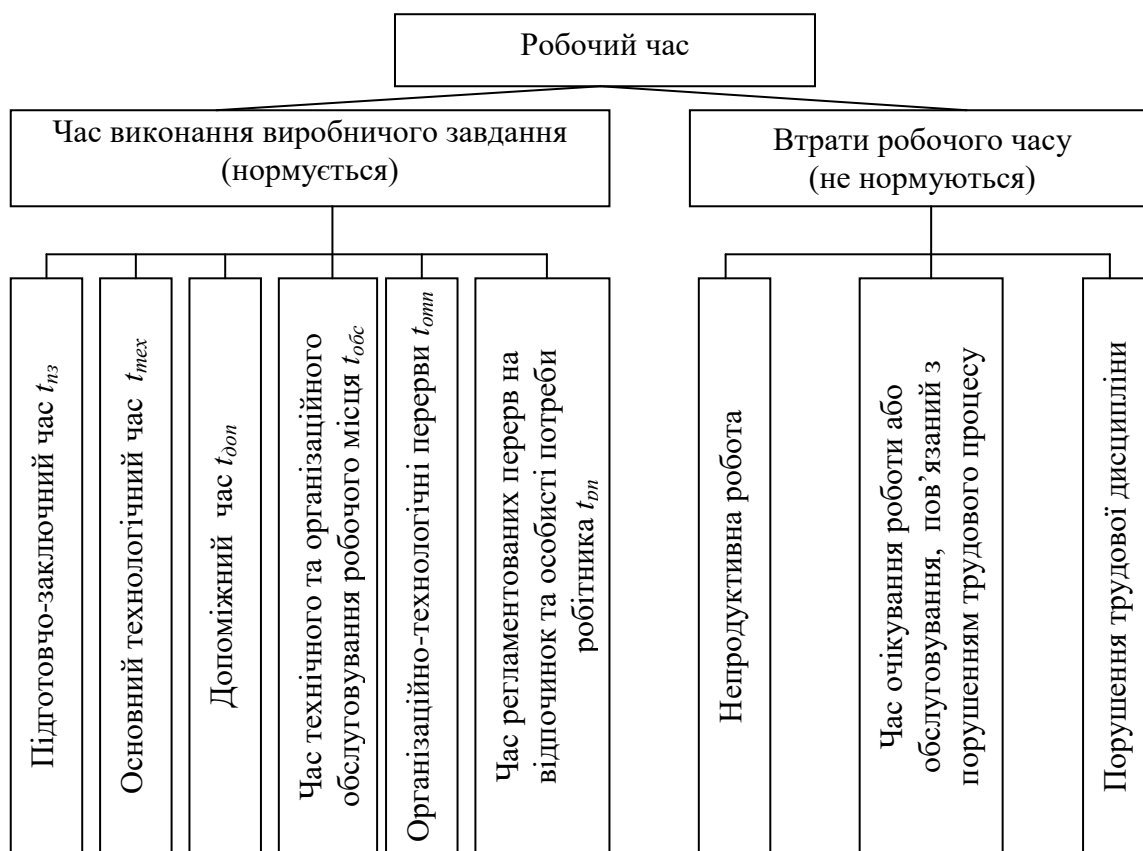 Робочий час
Час виконання виробничого завдання
(нормується)
Втрати робочого часу
(не нормуються)
Підготовчо-заключний час tпз
Основний технологічний час tтех
Допоміжний час tдоп
Час технічного та організаційного
обслуговування робочого місця tобс
Організаційно-технологічні перерви tотп
Час регламентованих перерв на
відпочинок та особисті потреби
робітника tрп
Непродуктивна робота
Час очікування роботи або
обслуговування, пов’язаний з
порушенням трудового процесу
Порушення трудової дисципліни